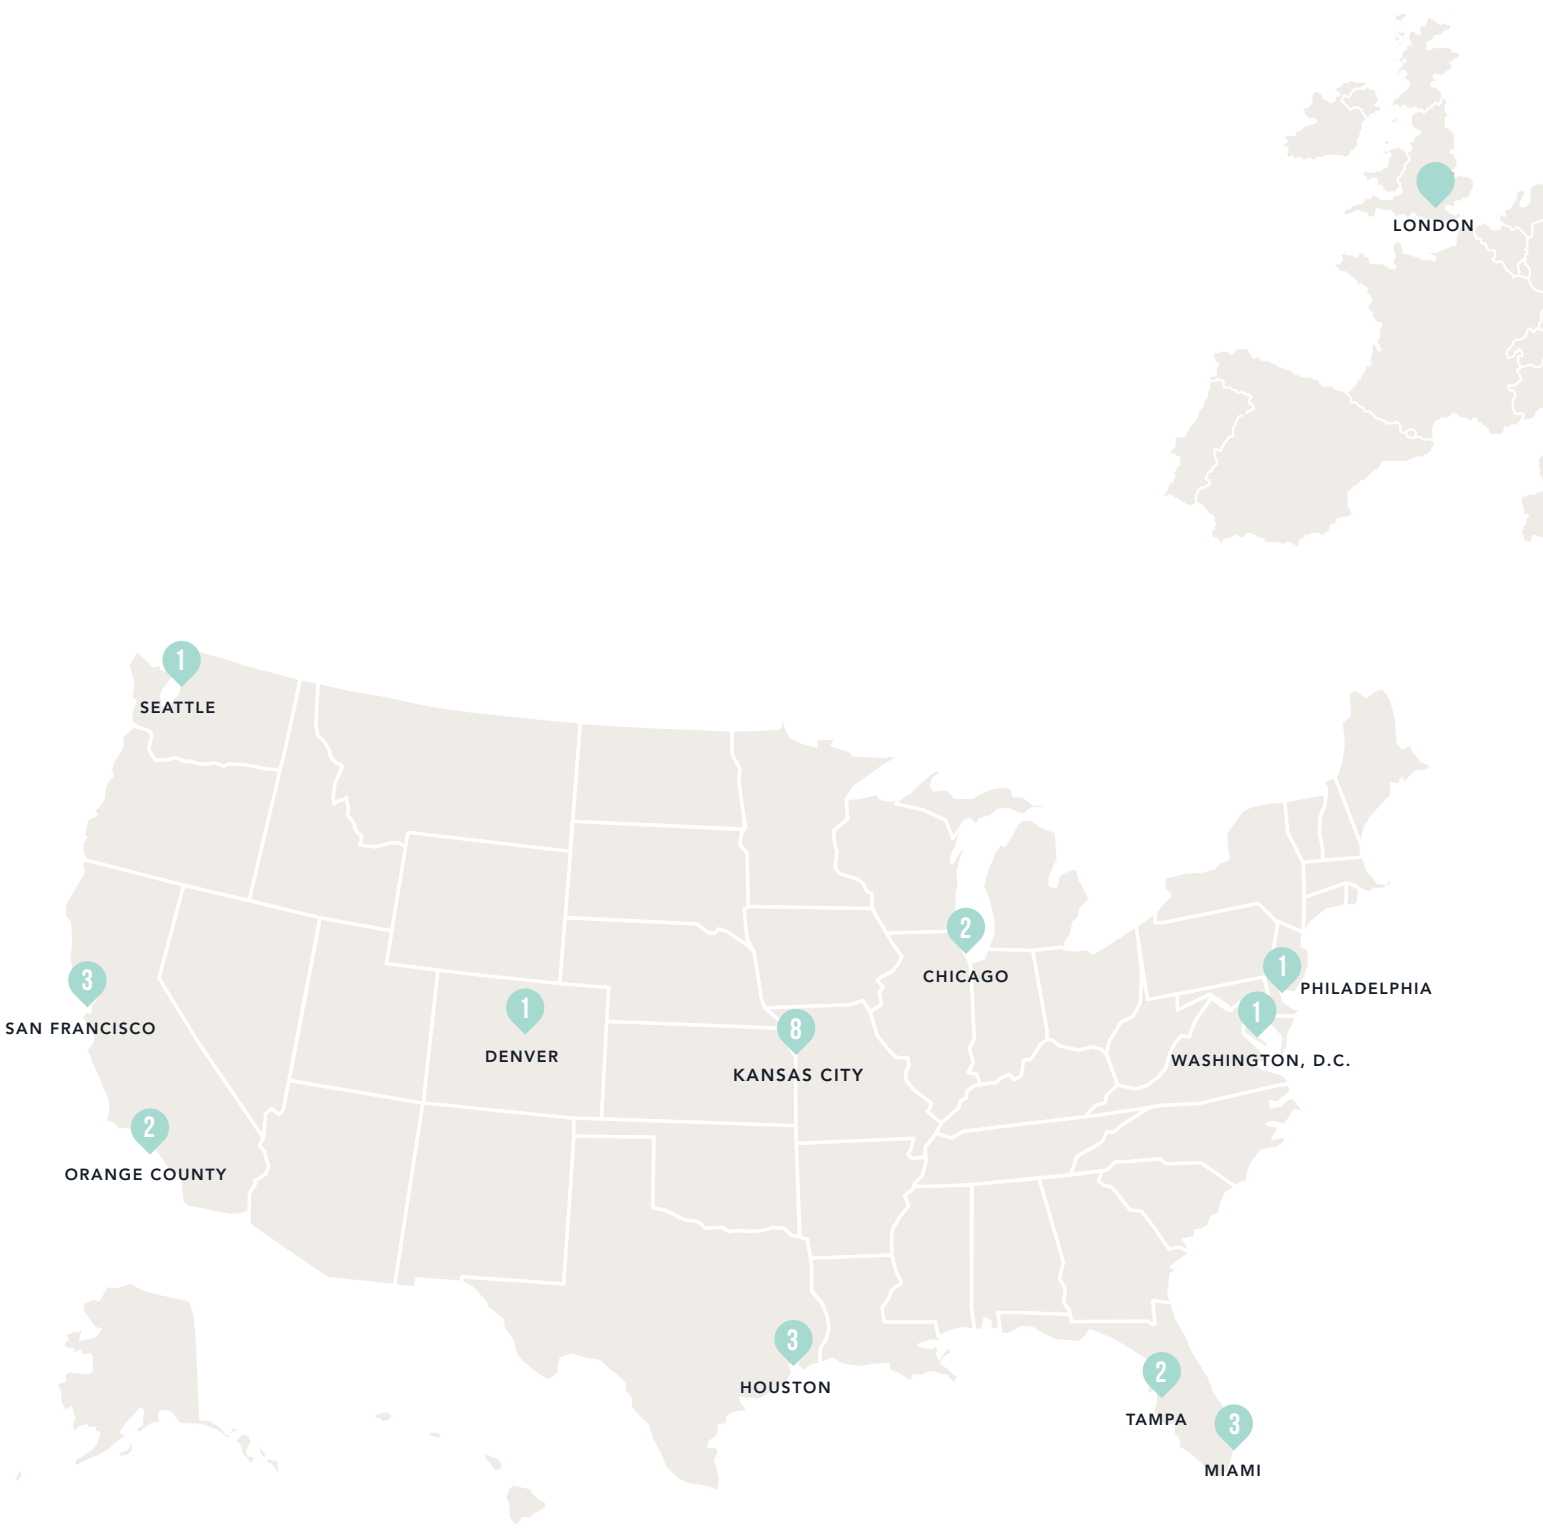 LONDON
1
SEATTLE
2
CHICAGO
1
PHILADELPHIA
3
SAN FRANCISCO
1
DENVER
8
KANSAS CITY
1
WASHINGTON, D.C.
2
ORANGE COUNTY
3
HOUSTON
2
TAMPA
3
MIAMI